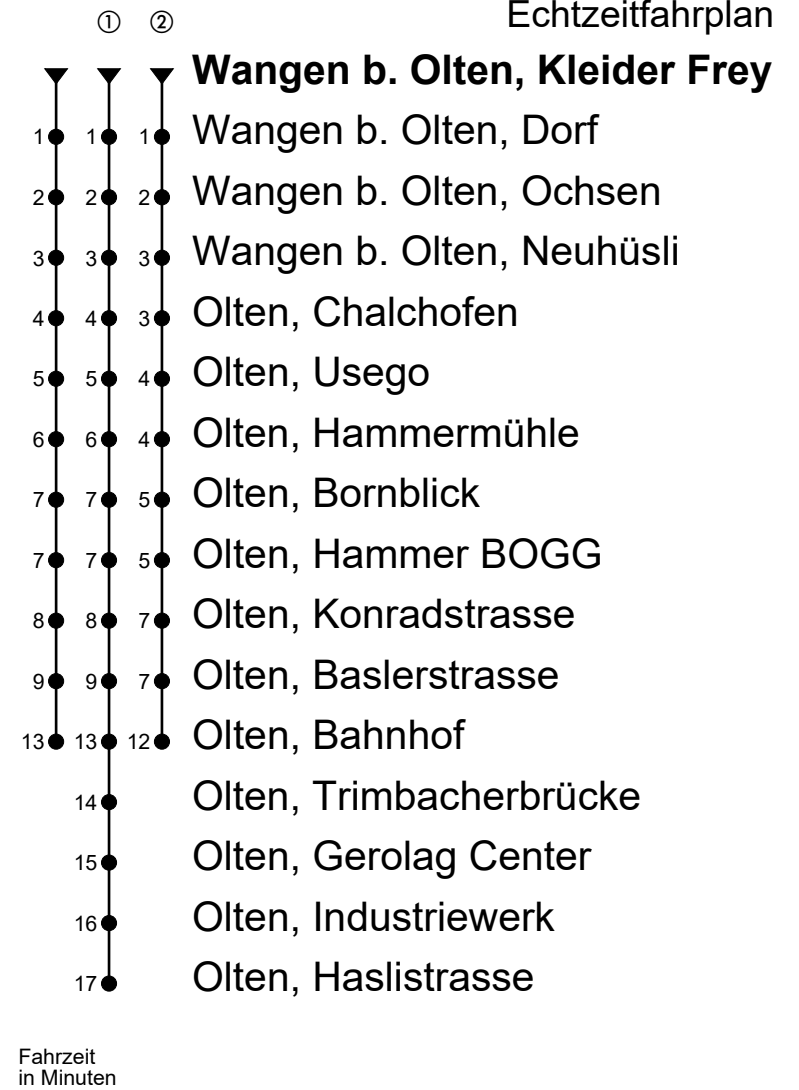 ① ② Echtzeitfahrplan
Wangen b. Olten, Kleider Frey
1 1 1 Wangen b. Olten, Dorf
2 2 2 Wangen b. Olten, Ochsen
3 3 3 Wangen b. Olten, Neuhüsli
4 4 3 Olten, Chalchofen
5 5 4 Olten, Usego
6 6 4 Olten, Hammermühle
7 7 5 Olten, Bornblick
7 7 5 Olten, Hammer BOGG
8 8 7 Olten, Konradstrasse
9 9 7 Olten, Baslerstrasse
13 13 12 Olten, Bahnhof
14 Olten, Trimbacherbrücke
15 Olten, Gerolag Center
16 Olten, Industriewerk
17 Olten, Haslistrasse
Fahrzeit
in Minuten